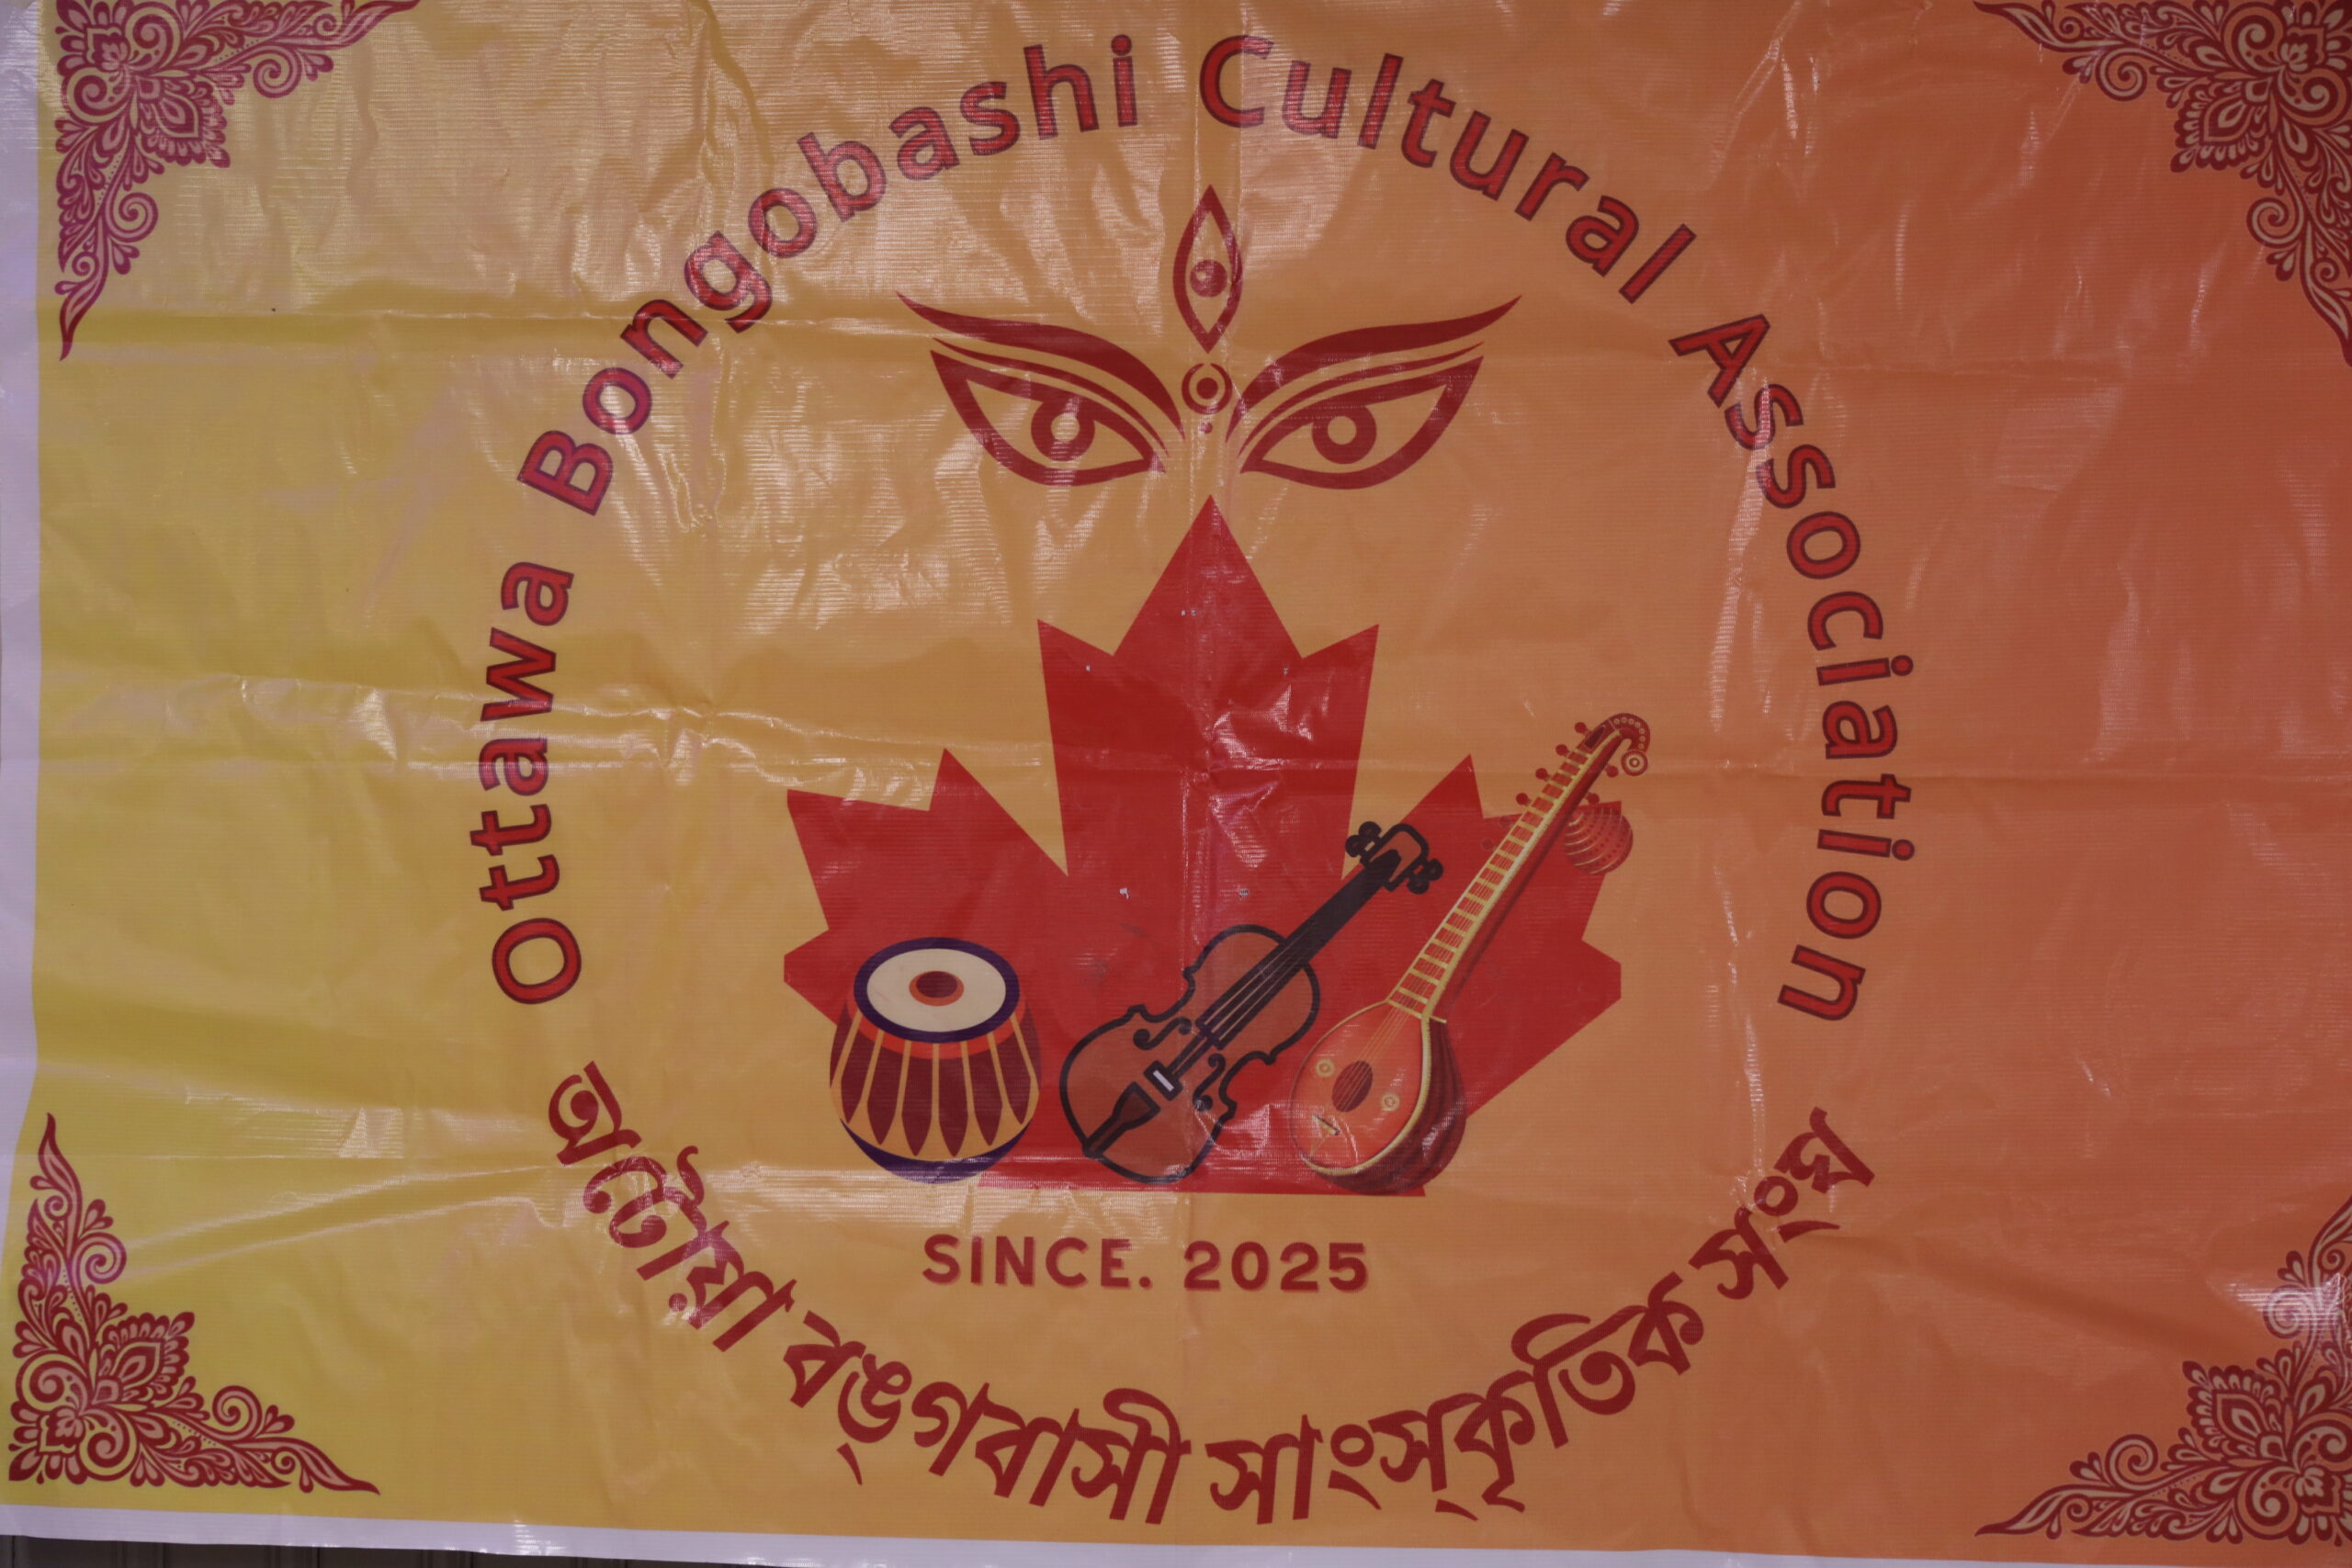 Ottawa Bongobashi Cultural Association
SINCE. 2025
অটোয়া বঙ্গবাসী সাংস্কৃতিক সংঘ